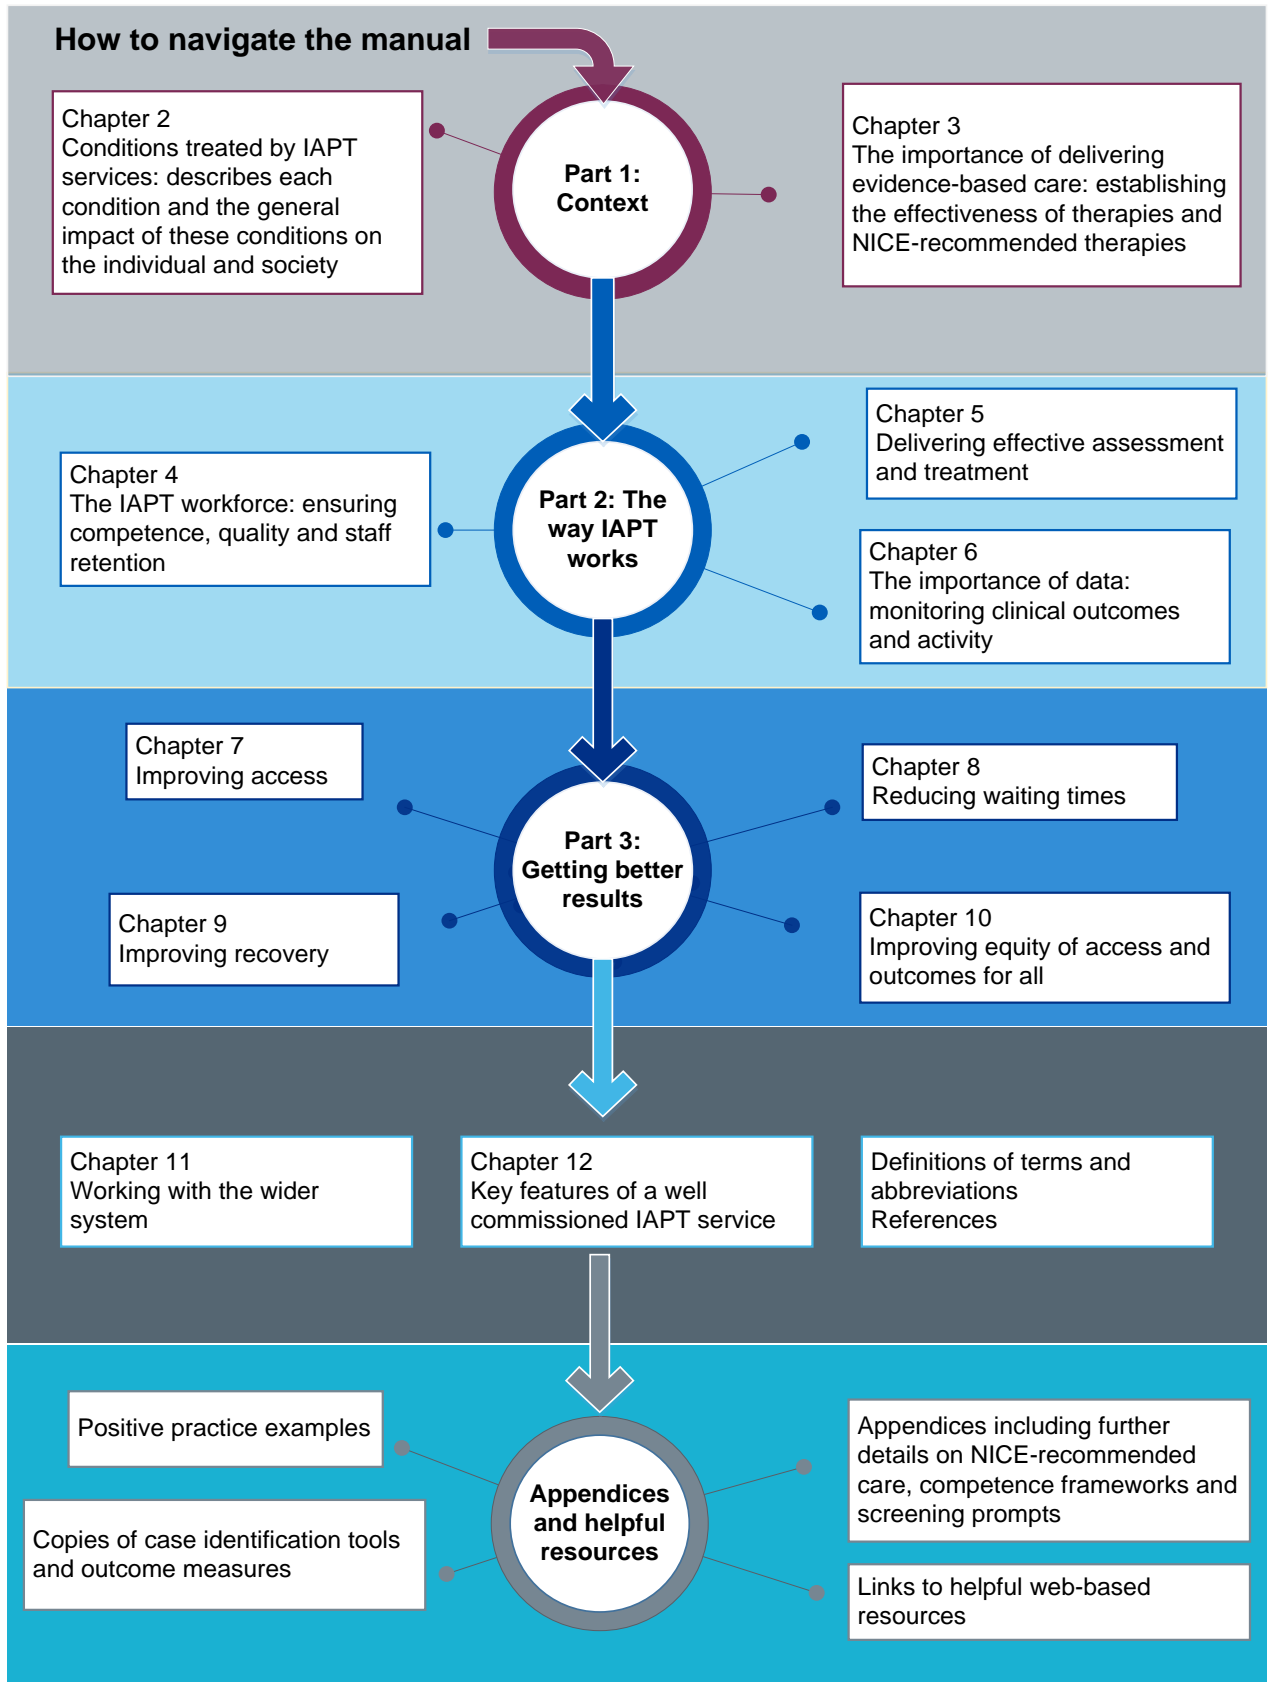 How to navigate the manual
Part 1:
Context
Chapter 2
Conditions treated by IAPT
services: describes each
condition and the general
impact of these conditions on
the individual and society
Chapter 3
The importance of delivering
evidence-based care: establishing
the effectiveness of therapies and
NICE-recommended therapies
Part 2: The
way IAPT
works
Chapter 4
The IAPT workforce: ensuring
competence, quality and staff
retention
Chapter 5
Delivering effective assessment
and treatment
Chapter 6
The importance of data:
monitoring clinical outcomes
and activity
Part 3:
Getting better
results
Chapter 7
Improving access
Chapter 8
Reducing waiting times
Chapter 9
Improving recovery
Chapter 10
Improving equity of access and
outcomes for all
Chapter 11
Working with the wider
system
Chapter 12
Key features of a well
commissioned IAPT service
Definitions of terms and
abbreviations
References
Appendices
and helpful
resources
Positive practice examples
Copies of case identification tools
and outcome measures
Appendices including further
details on NICE-recommended
care, competence frameworks and
screening prompts
Links to helpful web-based
resources